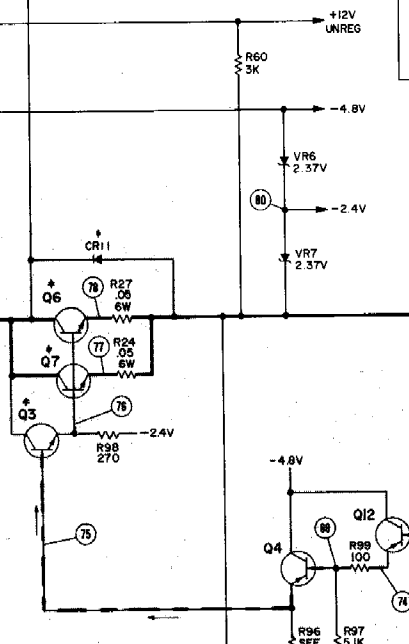 +12V
UNREG
R60
3K
-4.8V
VR6
2.37V
80
-2.4V
*
CR11
VR7
2.37V
*
Q6
78
R27
.05
6W
*
Q7
77
R24
.05
6W
*
Q3
76
-2.4V
R98
270
-4.8V
75
Q12
88
R99
100
Q4
74
R96
SEE
R97
5.1K